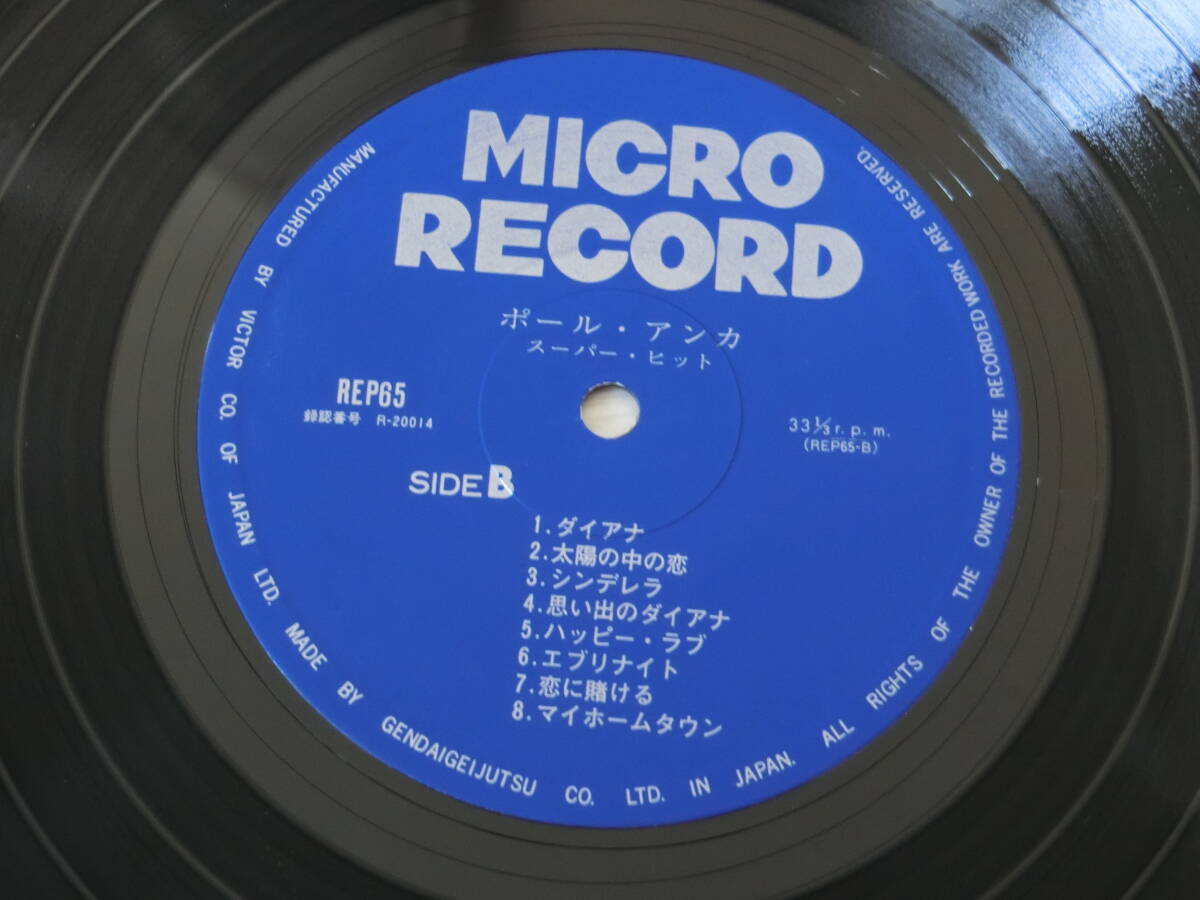 MICRO
RECORD
ポール・アンカ
スーパー・ヒット
REP65
録認番号 R-20014
33⅓r.p.m.
(REP65-B)
SIDE B
1.ダイアナ
2.太陽の中の恋
3.シンデレラ
4.思い出のダイアナ
5.ハッピー・ラブ
6.エブリナイト
7.恋に賭ける
8.マイホームタウン
MANUFACTURED BY VICTOR CO. OF JAPAN LTD. MADE BY GENDAIGEIJUTSU CO. LTD. IN JAPAN. ALL RIGHTS OF THE OWNER OF THE RECORDED WORK ARE RESERVED.